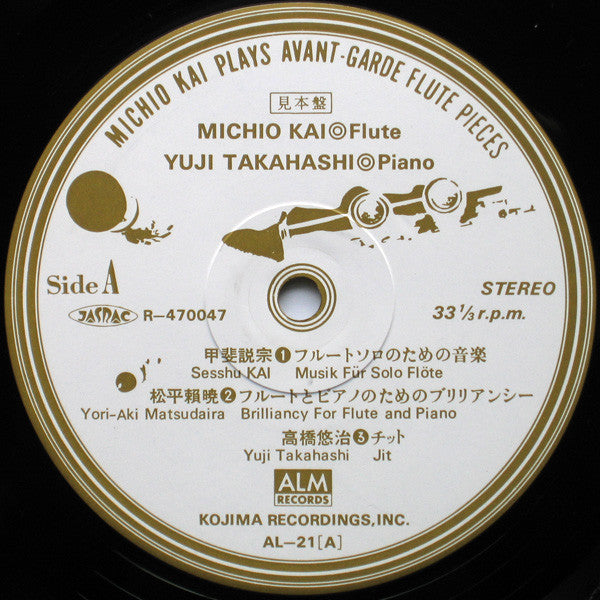 MICHIO KAI PLAYS AVANT-GARDE FLUTE PIECES
見本盤
MICHIO KAI◎Flute
YUJI TAKAHASHI◎Piano
Side A
STEREO
JASRAC R-470047
33 1/3 r.p.m.
甲斐説宗❶フルートソロのための音楽
Sesshu KAI Musik Für Solo Flöte
松平頼暁❷フルートとピアノのためのブリリアンシー
Yori-Aki Matsudaira Brilliancy For Flute and Piano
高橋悠治❸チット
Yuji Takahashi Jit
ALM
RECORDS
KOJIMA RECORDINGS,INC.
AL-21[A]